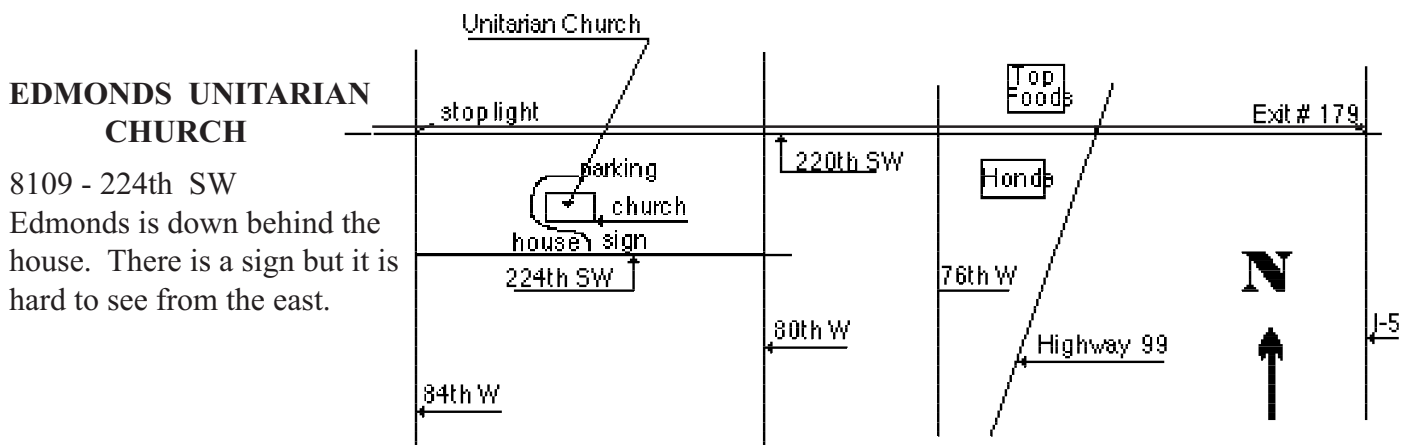 EDMONDS UNITARIAN
CHURCH
8109 - 224th SW
Edmonds is down behind the
house. There is a sign but it is
hard to see from the east.
Unitarian Church
stop light
Top
Foods
Exit # 179
220th SW
parking
Honda
church
house
sign
224th SW
76th W
N
80th W
Highway 99
I-5
84th W